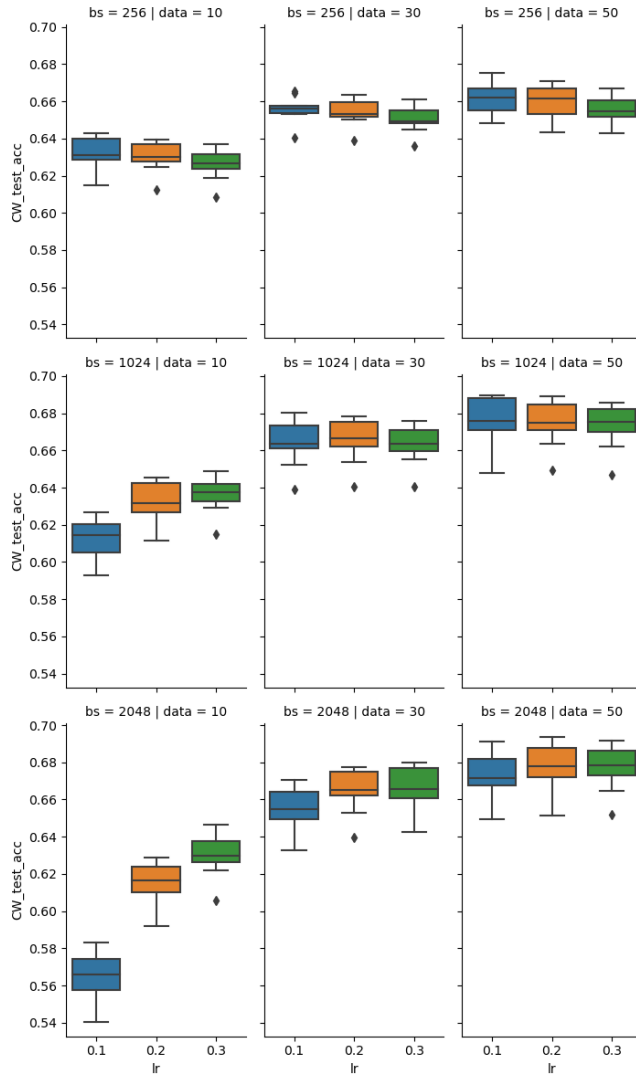 bs = 256 | data = 10
bs = 256 | data = 30
bs = 256 | data = 50
0.70
0.68
0.66
0.64
0.62
0.60
0.58
0.56
0.54
CW_test_acc
bs = 1024 | data = 10
bs = 1024 | data = 30
bs = 1024 | data = 50
0.70
0.68
0.66
0.64
0.62
0.60
0.58
0.56
0.54
CW_test_acc
bs = 2048 | data = 10
bs = 2048 | data = 30
bs = 2048 | data = 50
0.70
0.68
0.66
0.64
0.62
0.60
0.58
0.56
0.54
CW_test_acc
0.1 0.2 0.3
lr
0.1 0.2 0.3
lr
0.1 0.2 0.3
lr